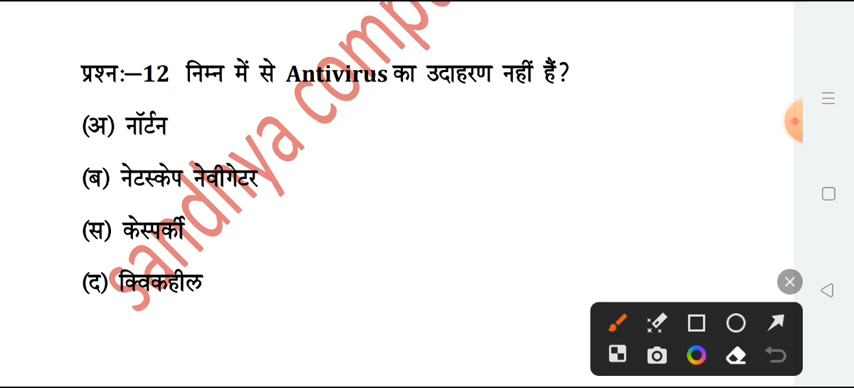 प्रश्नः—12 निम्न में से Antivirus का उदाहरण नहीं हैं?
(अ) नॉर्टन
(ब) नेटस्केप नेवीगेटर
(स) केस्पर्की
(द) क्विकहील
sandhya comp